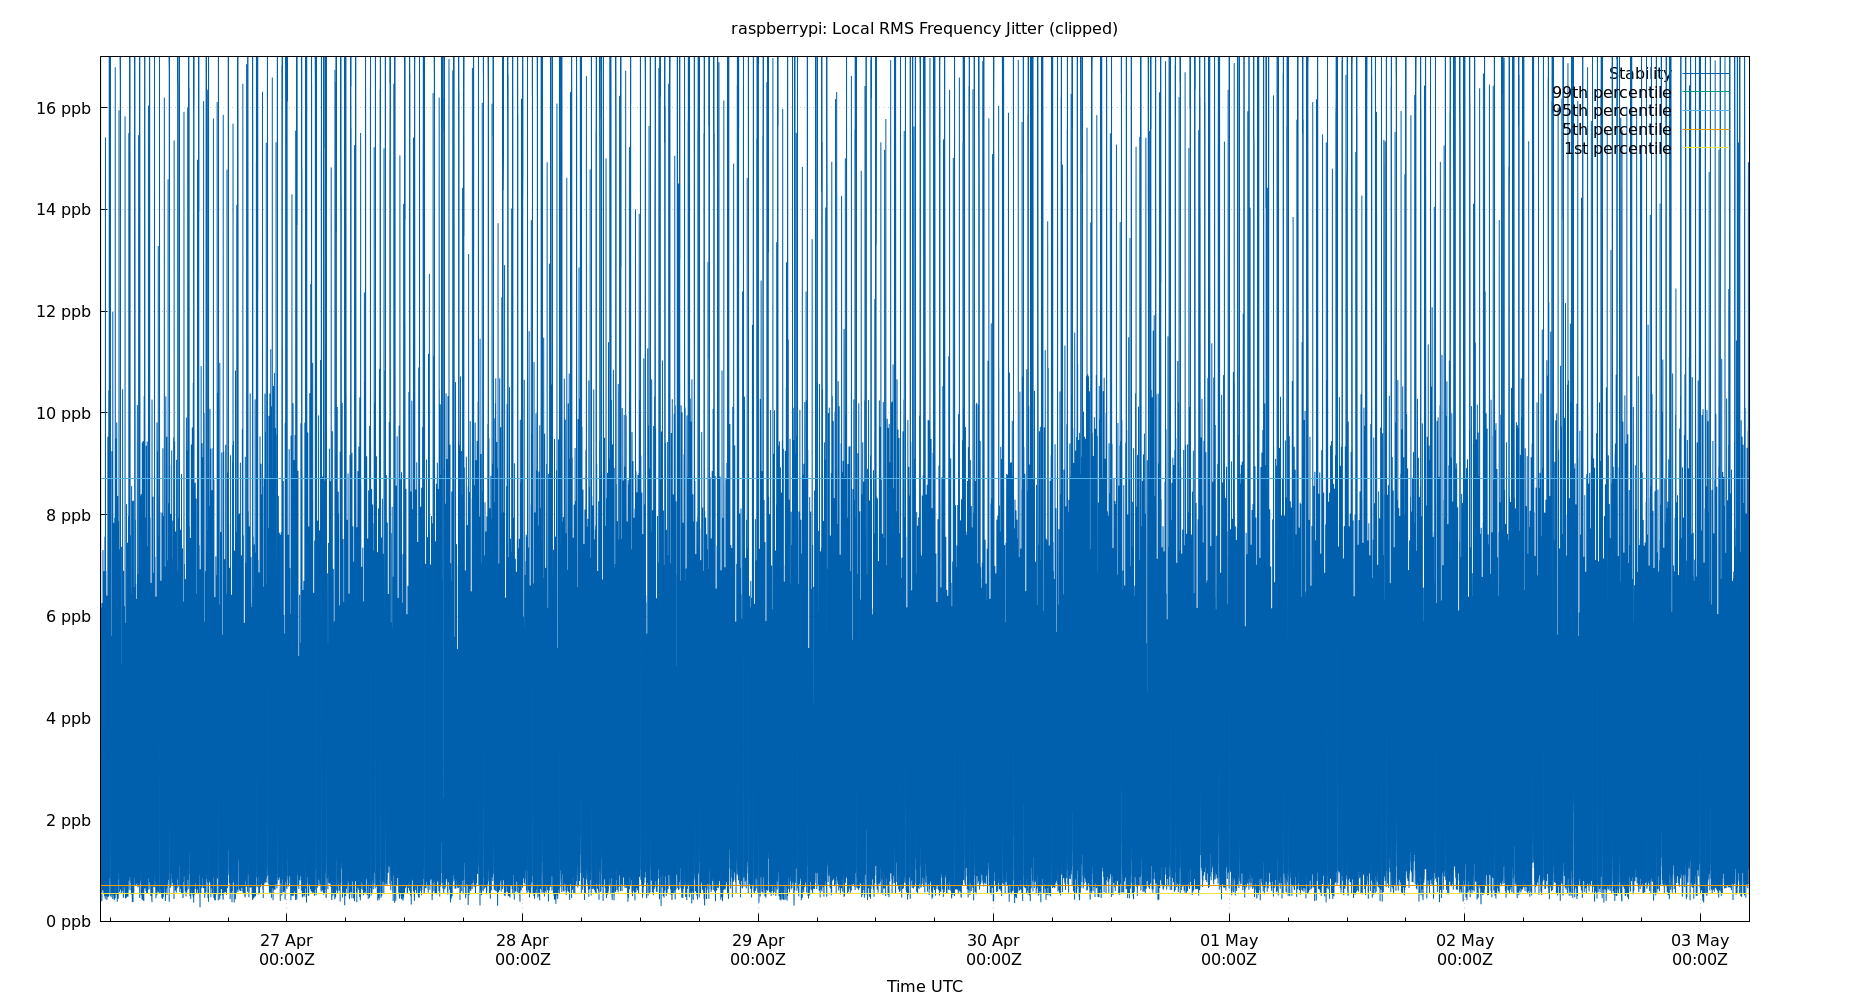 raspberrypi: Local RMS Frequency Jitter (clipped)
Stability
99th percentile
95th percentile
5th percentile
1st percentile
16 ppb
14 ppb
12 ppb
10 ppb
8 ppb
6 ppb
4 ppb
2 ppb
0 ppb
27 Apr 28 Apr 29 Apr 30 Apr 01 May 02 May 03 May
00:00Z 00:00Z 00:00Z 00:00Z 00:00Z 00:00Z 00:00Z
Time UTC